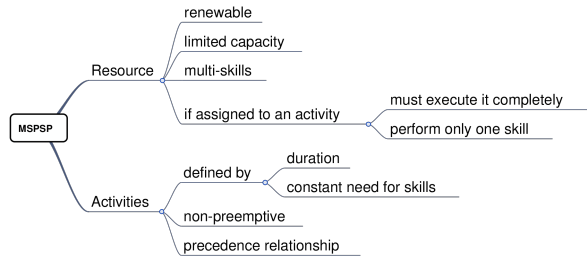 MSPSP
Resource
renewable
limited capacity
multi-skills
if assigned to an activity
must execute it completely
perform only one skill
Activities
defined by
duration
constant need for skills
non-preemptive
precedence relationship